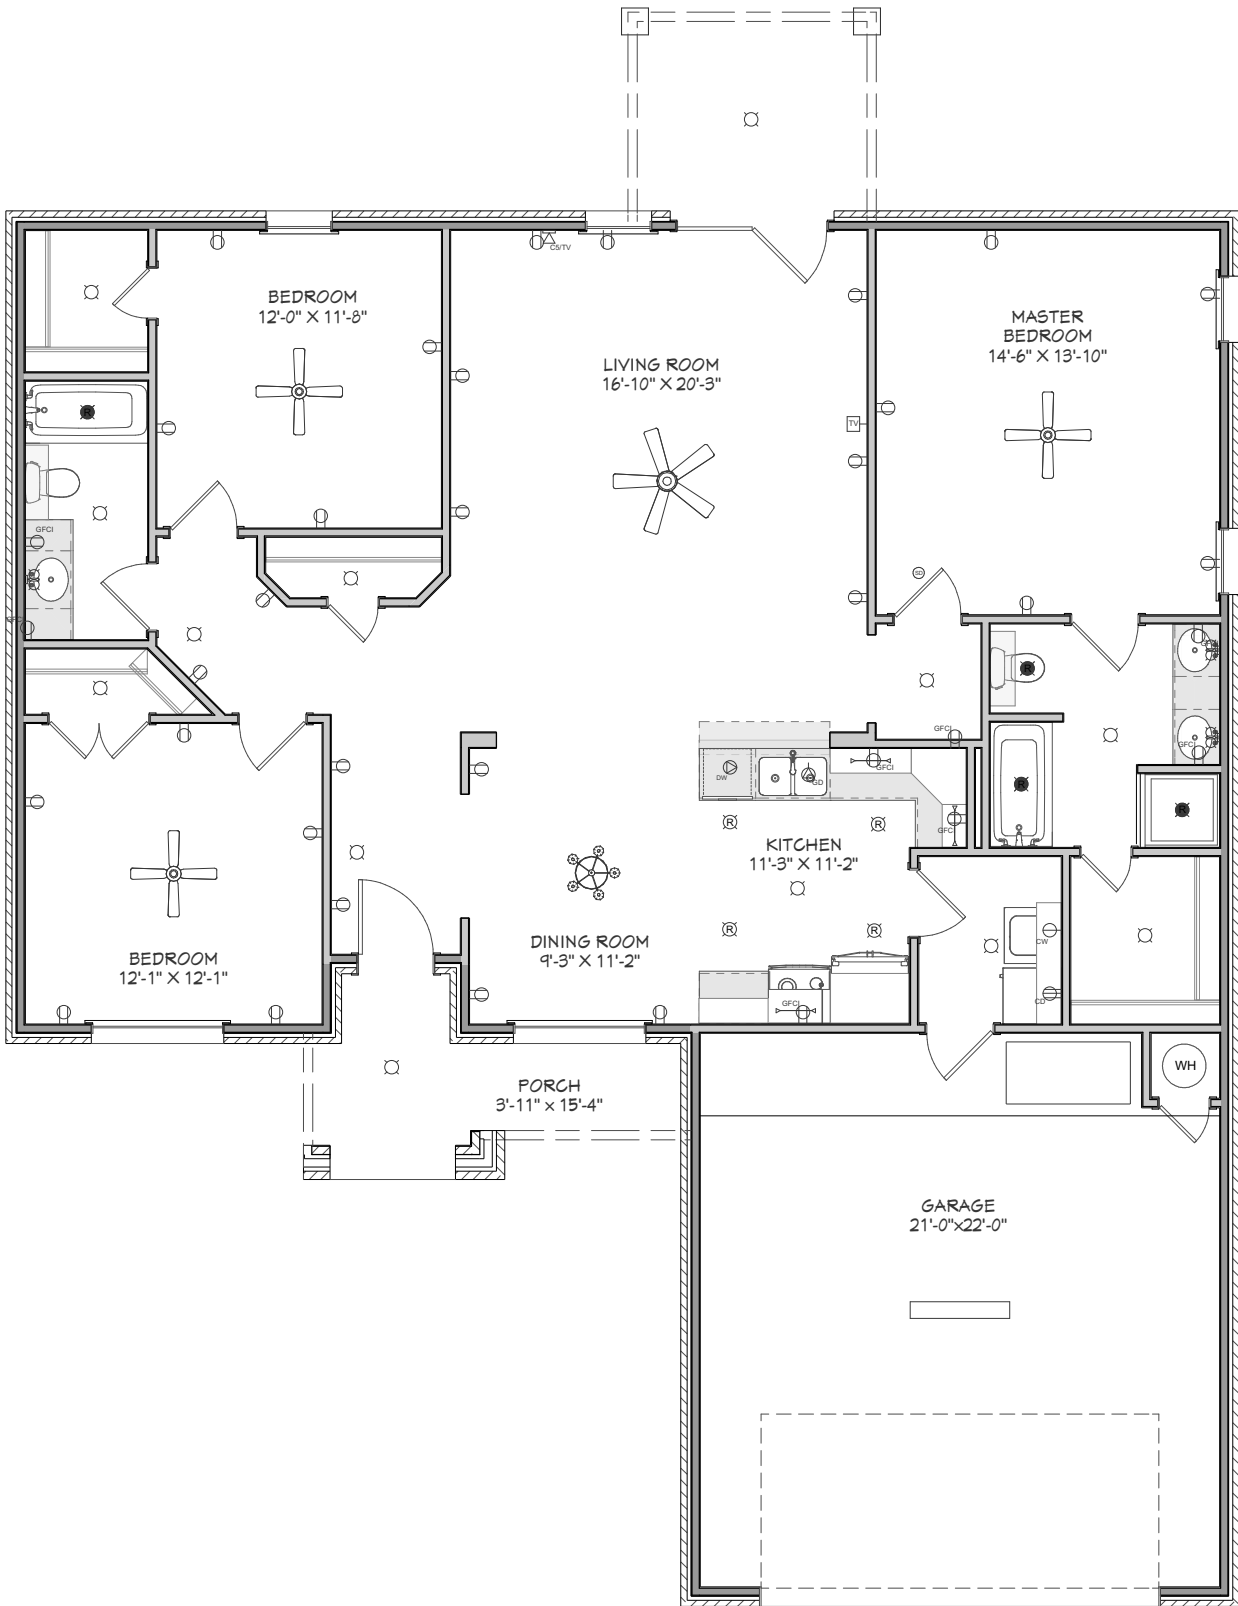 C5/TV
BEDROOM
12'-0" X 11'-8"
MASTER
BEDROOM
14'-6" X 13'-10"
LIVING ROOM
16'-10" X 20'-3"
R
TV
GFCI
SD
R
GFCI
GFCI
DW
GD
GFCI
GFCI
R
R
R
R
KITCHEN
11'-3" X 11'-2"
R
R
DINING ROOM
9'-3" X 11'-2"
CW
BEDROOM
12'-1" X 12'-1"
GFCI
CD
WH
PORCH
3'-11" x 15'-4"
GARAGE
21'-0"x22'-0"